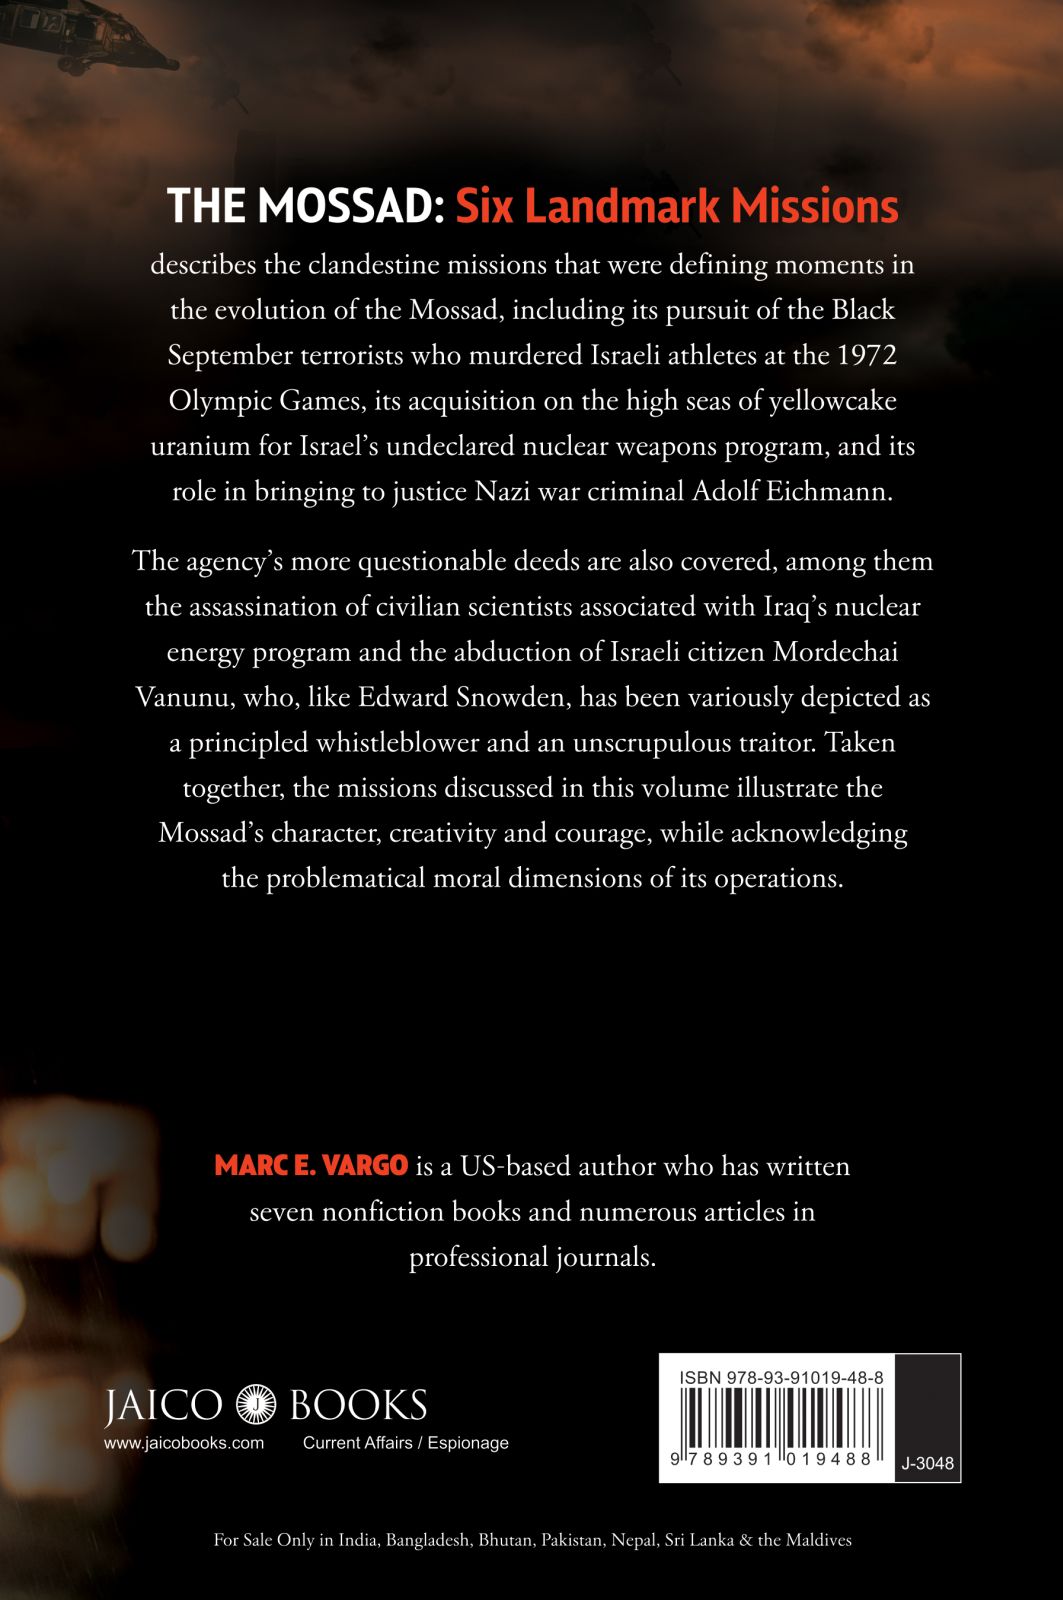 THE MOSSAD: Six Landmark Missions
describes the clandestine missions that were defining moments in
the evolution of the Mossad, including its pursuit of the Black
September terrorists who murdered Israeli athletes at the 1972
Olympic Games, its acquisition on the high seas of yellowcake
uranium for Israel’s undeclared nuclear weapons program, and its
role in bringing to justice Nazi war criminal Adolf Eichmann.
The agency’s more questionable deeds are also covered, among them
the assassination of civilian scientists associated with Iraq’s nuclear
energy program and the abduction of Israeli citizen Mordechai
Vanunu, who, like Edward Snowden, has been variously depicted as
a principled whistleblower and an unscrupulous traitor. Taken
together, the missions discussed in this volume illustrate the
Mossad’s character, creativity and courage, while acknowledging
the problematical moral dimensions of its operations.
MARC E. VARGO is a US-based author who has written
seven nonfiction books and numerous articles in
professional journals.
JAICO J BOOKS
www.jaicobooks.com Current Affairs / Espionage
ISBN 978-93-91019-48-8
9 789391 019488
J-3048
For Sale Only in India, Bangladesh, Bhutan, Pakistan, Nepal, Sri Lanka & the Maldives